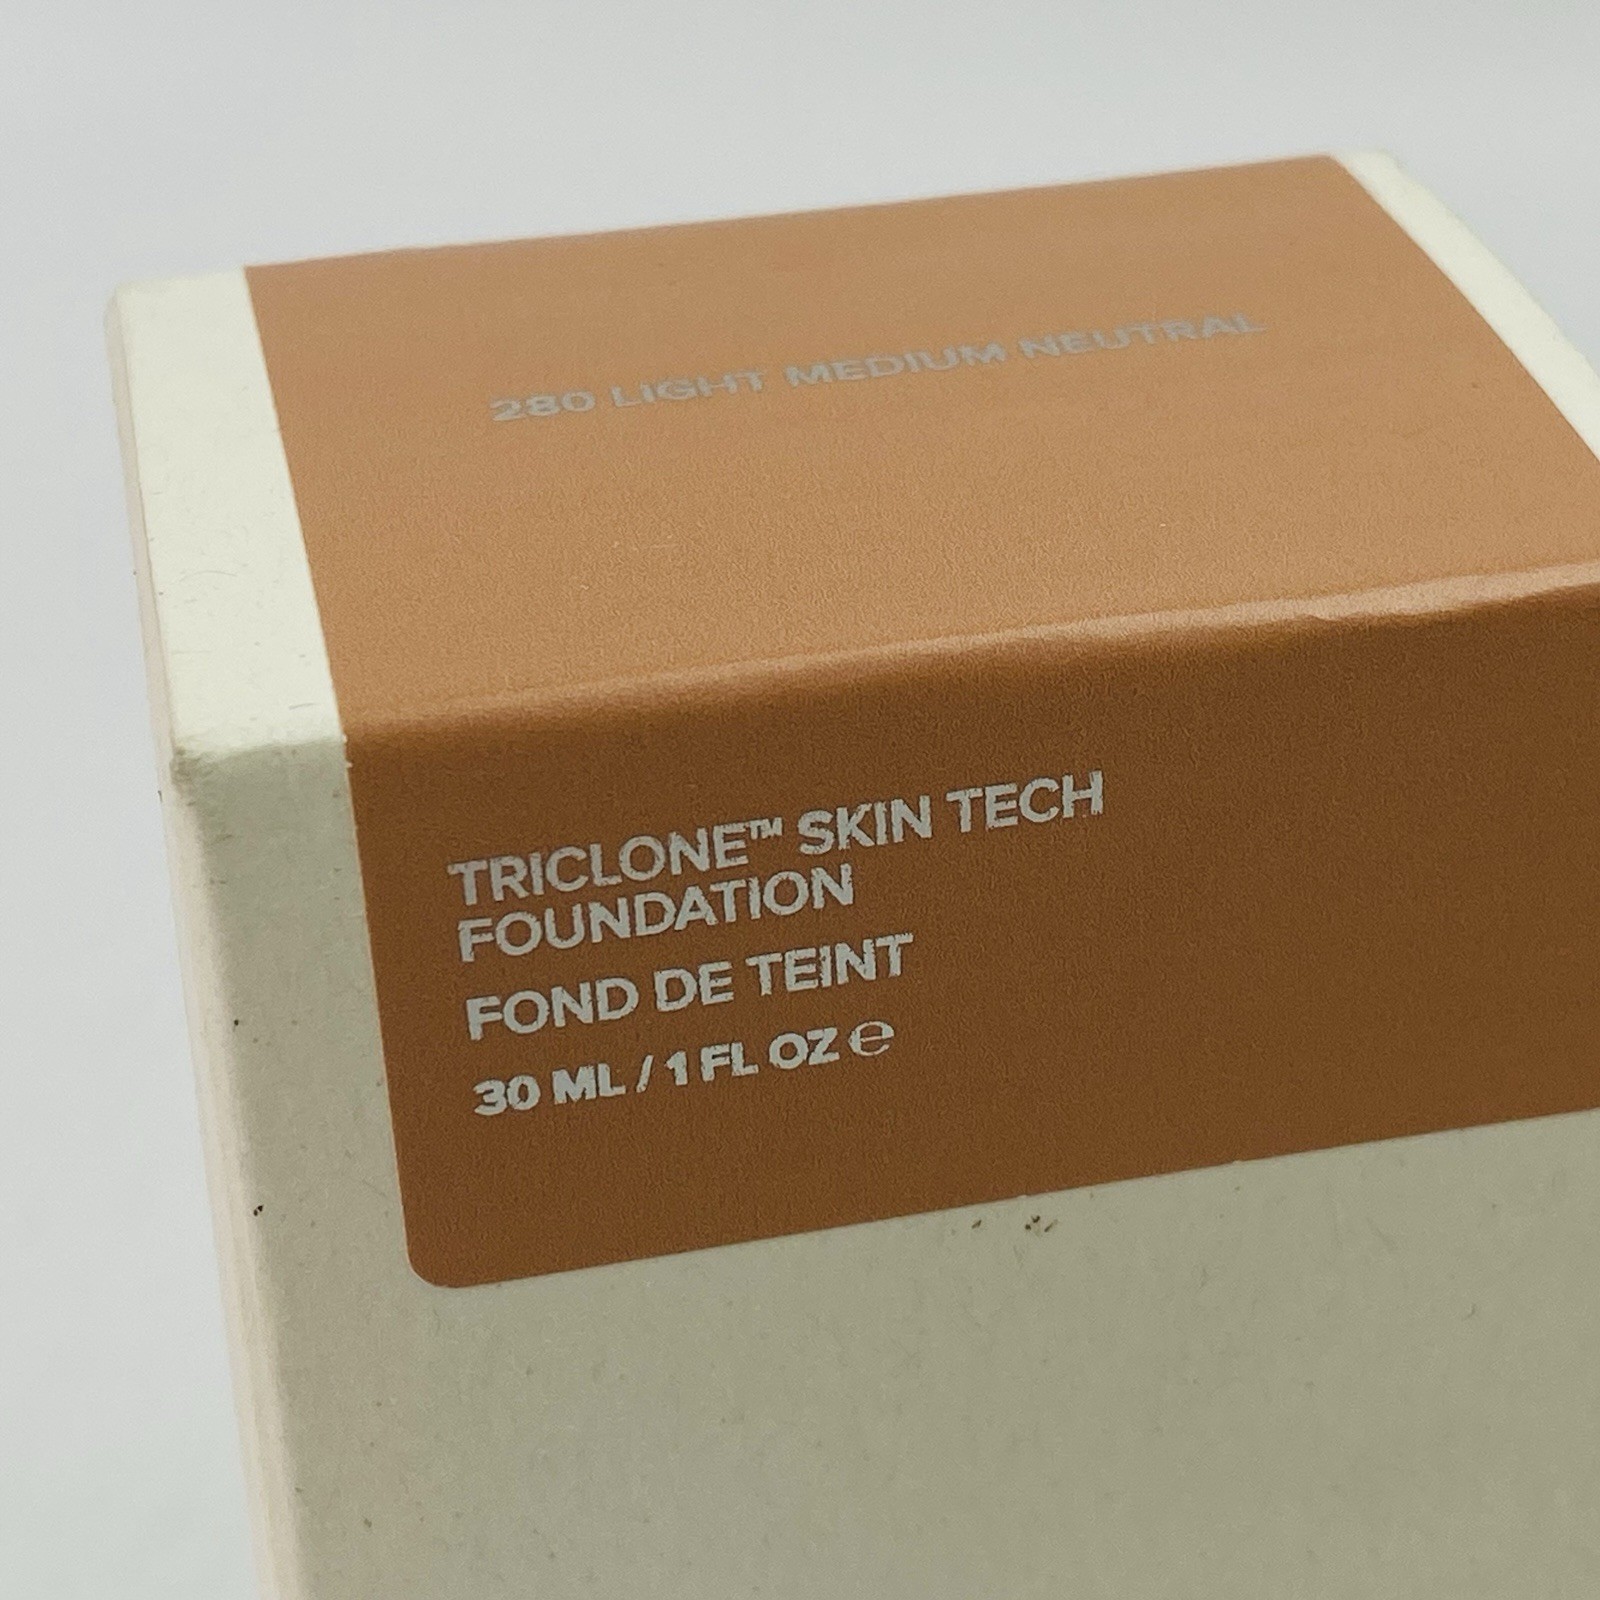 280 LIGHT MEDIUM NEUTRAL
TRICLONE™ SKIN TECH
FOUNDATION
FOND DE TEINT
30 ML / 1 FL OZ ℮